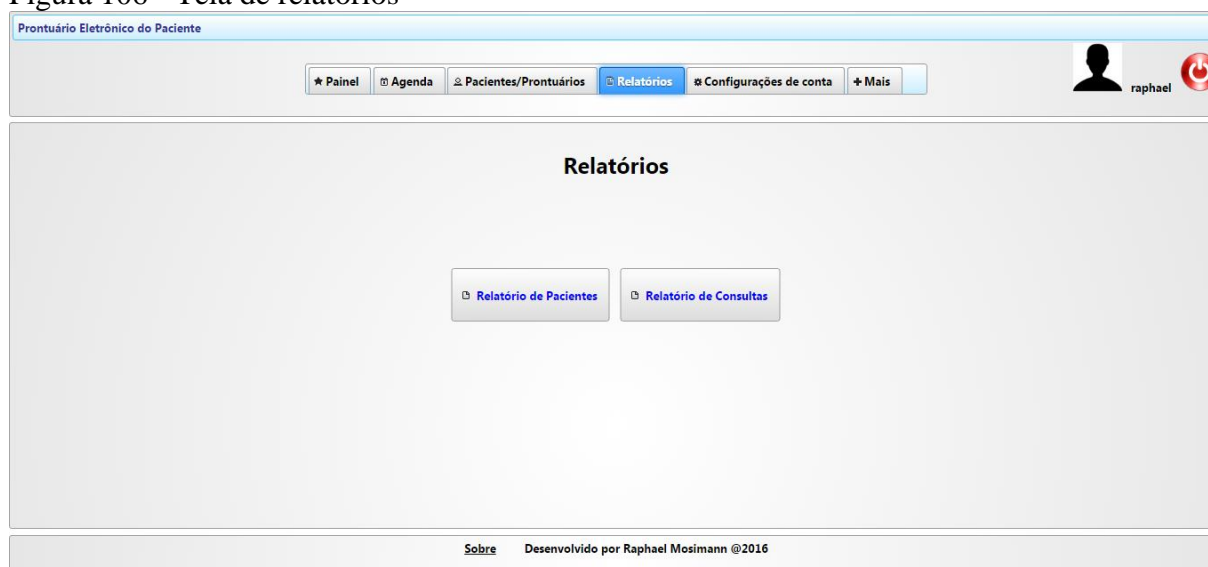 Figura 106 - Tela de relatórios
Prontuário Eletrônico do Paciente
Painel Agenda Pacientes/Prontuários Relatórios Configurações de conta Mais
raphael
Relatórios
Relatório de Pacientes Relatório de Consultas
Sobre Desenvolvido por Raphael Mosimann @2016